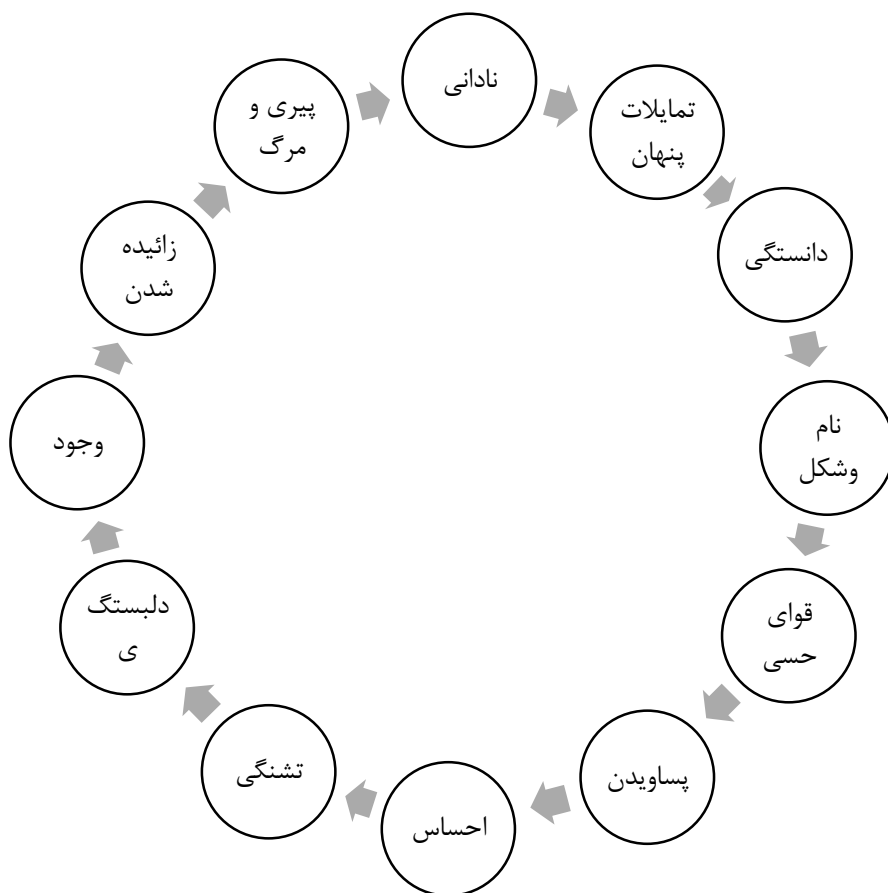 نادانی
تمایلات
پنهان
دانستگی
نام
وشکل
قوای
حسی
پساویدن
احساس
تشنگی
دلبستگ
ی
وجود
زائیده
شدن
پیری و
مرگ